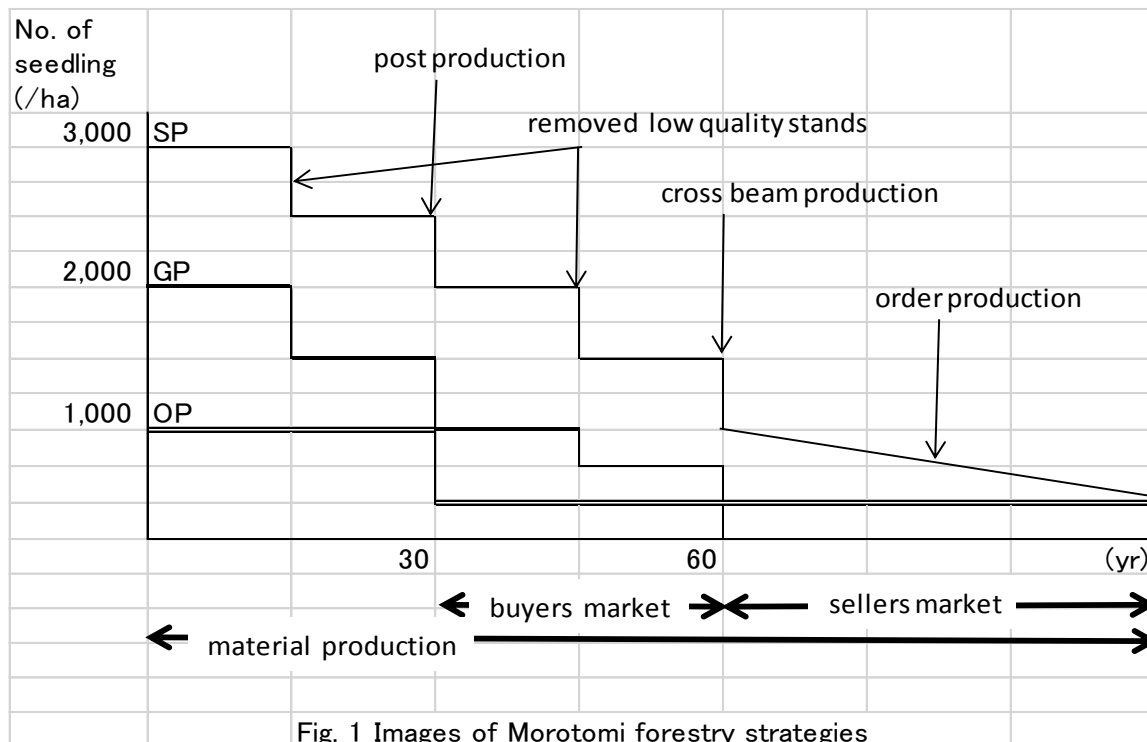 No. of
seedling
(/ha)
post production
3,000 SP
removed low quality stands
cross beam production
2,000 GP
order production
1,000 OP
30 60 (yr)
buyers market sellers market
material production
Fig. 1 Images of Morotomi forestry strategies